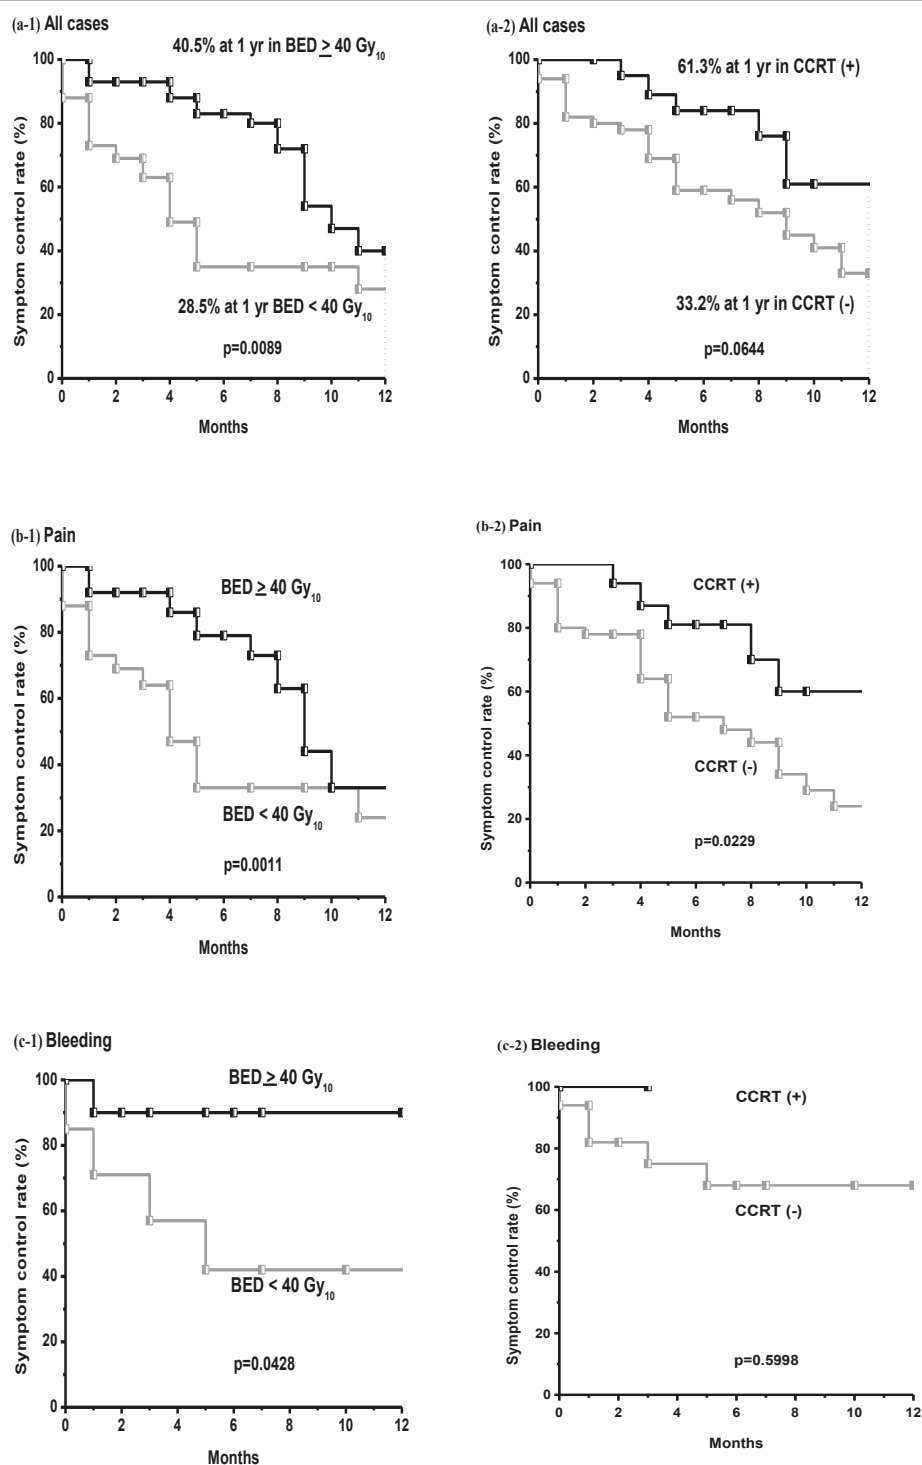 (a-1) All cases
40.5% at 1 yr in BED ≥ 40 Gy10
100
80
60
40
20
0
Symptom control rate (%)
28.5% at 1 yr BED < 40 Gy10
p=0.0089
0 2 4 6 8 10 12
Months
(a-2) All cases
61.3% at 1 yr in CCRT (+)
100
80
60
40
20
0
Symptom control rate (%)
33.2% at 1 yr in CCRT (-)
p=0.0644
0 2 4 6 8 10 12
Months
(b-1) Pain
BED ≥ 40 Gy10
100
80
60
40
20
0
Symptom control rate (%)
BED < 40 Gy10
p=0.0011
0 2 4 6 8 10 12
Months
(b-2) Pain
CCRT (+)
100
80
60
40
20
0
Symptom control rate (%)
CCRT (-)
p=0.0229
0 2 4 6 8 10 12
Months
(c-1) Bleeding
BED ≥ 40 Gy10
100
80
60
40
20
0
Symptom control rate (%)
BED < 40 Gy10
p=0.0428
0 2 4 6 8 10 12
Months
(c-2) Bleeding
CCRT (+)
100
80
60
40
20
0
Symptom control rate (%)
CCRT (-)
p=0.5998
0 2 4 6 8 10 12
Months